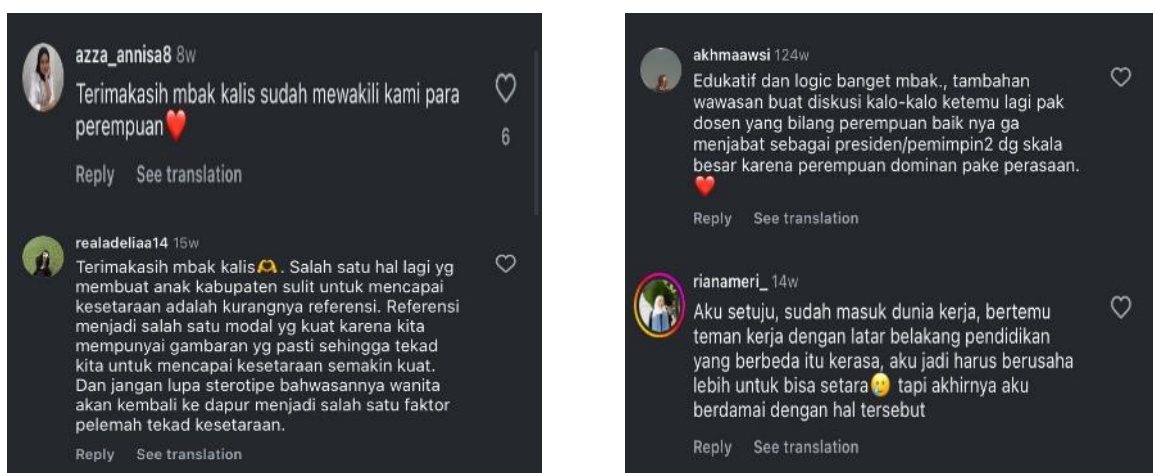 azza_annisa8 8w
Terimakasih mbak kalis sudah mewakili kami para
perempuan❤️
6
Reply See translation
realadeliaa14 15w
Terimakasih mbak kalis🫶. Salah satu hal lagi yg
membuat anak kabupaten sulit untuk mencapai
kesetaraan adalah kurangnya referensi. Referensi
menjadi salah satu modal yg kuat karena kita
mempunyai gambaran yg pasti sehingga tekad
kita untuk mencapai kesetaraan semakin kuat.
Dan jangan lupa sterotipe bahwasannya wanita
akan kembali ke dapur menjadi salah satu faktor
pelemah tekad kesetaraan.
Reply See translation
akhmaawsi 124w
Edukatif dan logic banget mbak., tambahan
wawasan buat diskusi kalo-kalo ketemu lagi pak
dosen yang bilang perempuan baik nya ga
menjabat sebagai presiden/pemimpin2 dg skala
besar karena perempuan dominan pake perasaan.
❤️
Reply See translation
rianameri_ 14w
Aku setuju, sudah masuk dunia kerja, bertemu
teman kerja dengan latar belakang pendidikan
yang berbeda itu kerasa, aku jadi harus berusaha
lebih untuk bisa setara🥲 tapi akhirnya aku
berdamai dengan hal tersebut
Reply See translation